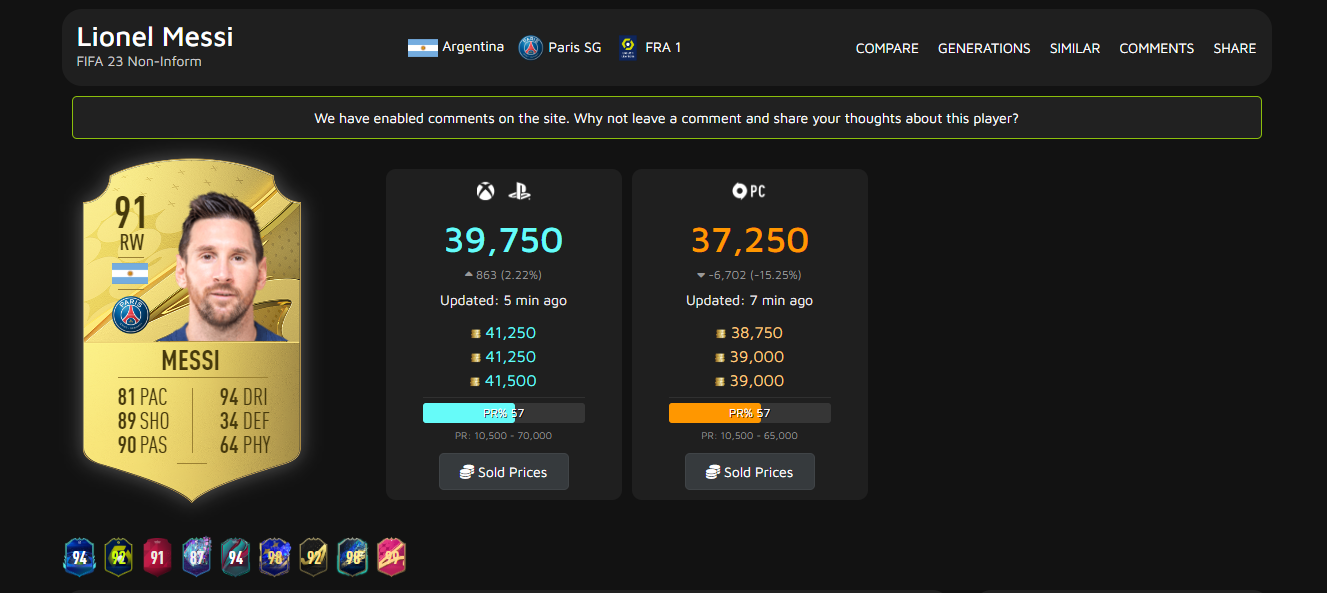 Lionel Messi
FIFA 23 Non-Inform
Argentina Paris SG FRA 1
COMPARE GENERATIONS SIMILAR COMMENTS SHARE
We have enabled comments on the site. Why not leave a comment and share your thoughts about this player?
91
RW
PARIS
MESSI
81 PAC 94 DRI
89 SHO 34 DEF
90 PAS 64 PHY
39,750
863 (2.22%)
Updated: 5 min ago
41,250
41,250
41,500
PR% 57
PR: 10,500 - 70,000
Sold Prices
PC
37,250
-6,702 (-15.25%)
Updated: 7 min ago
38,750
39,000
39,000
PR% 57
PR: 10,500 - 65,000
Sold Prices
94 92 91 87 94 98 92 98 99